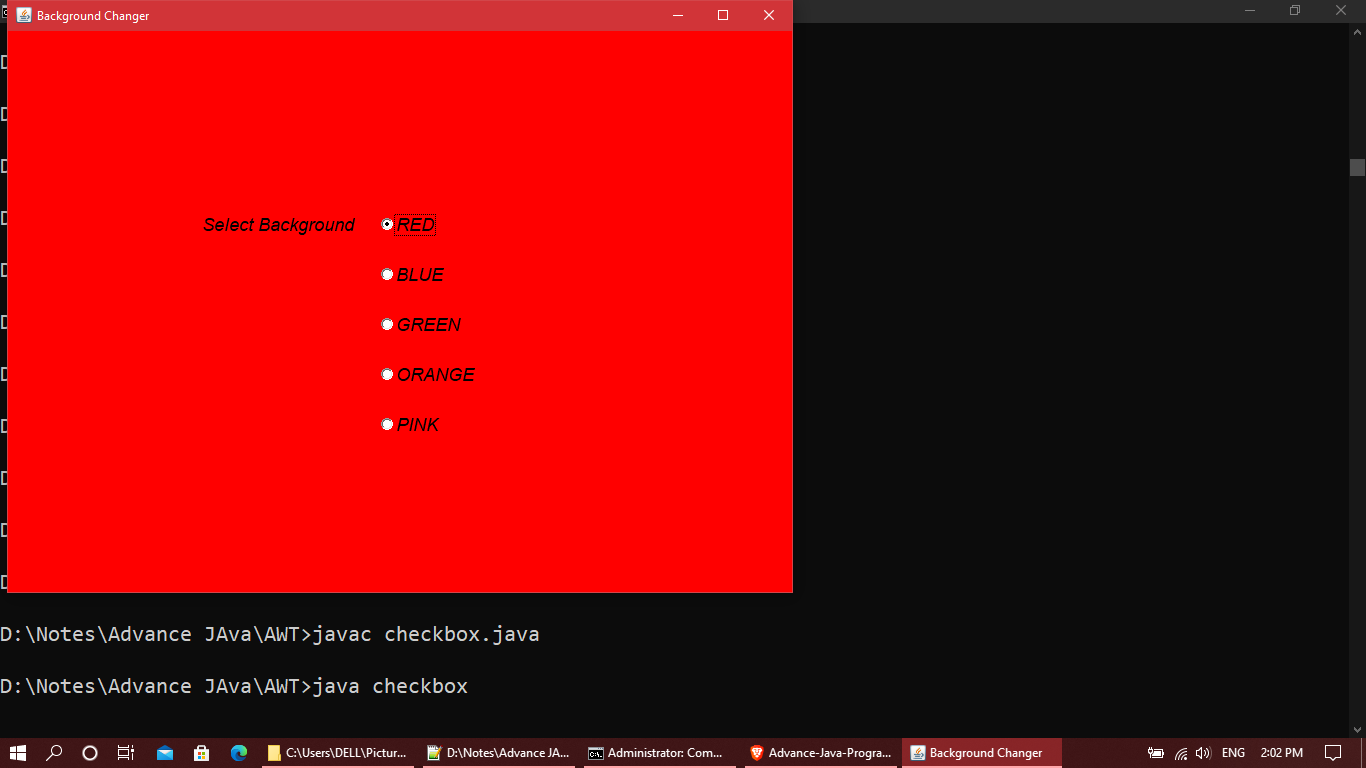 Background Changer
Select Background
RED
BLUE
GREEN
ORANGE
PINK
D:\Notes\Advance JAva\AWT>javac checkbox.java
D:\Notes\Advance JAva\AWT>java checkbox
C:\Users\DELL\Pictur...
D:\Notes\Advance JA...
Administrator: Com...
Advance-Java-Progra...
Background Changer
ENG
2:02 PM